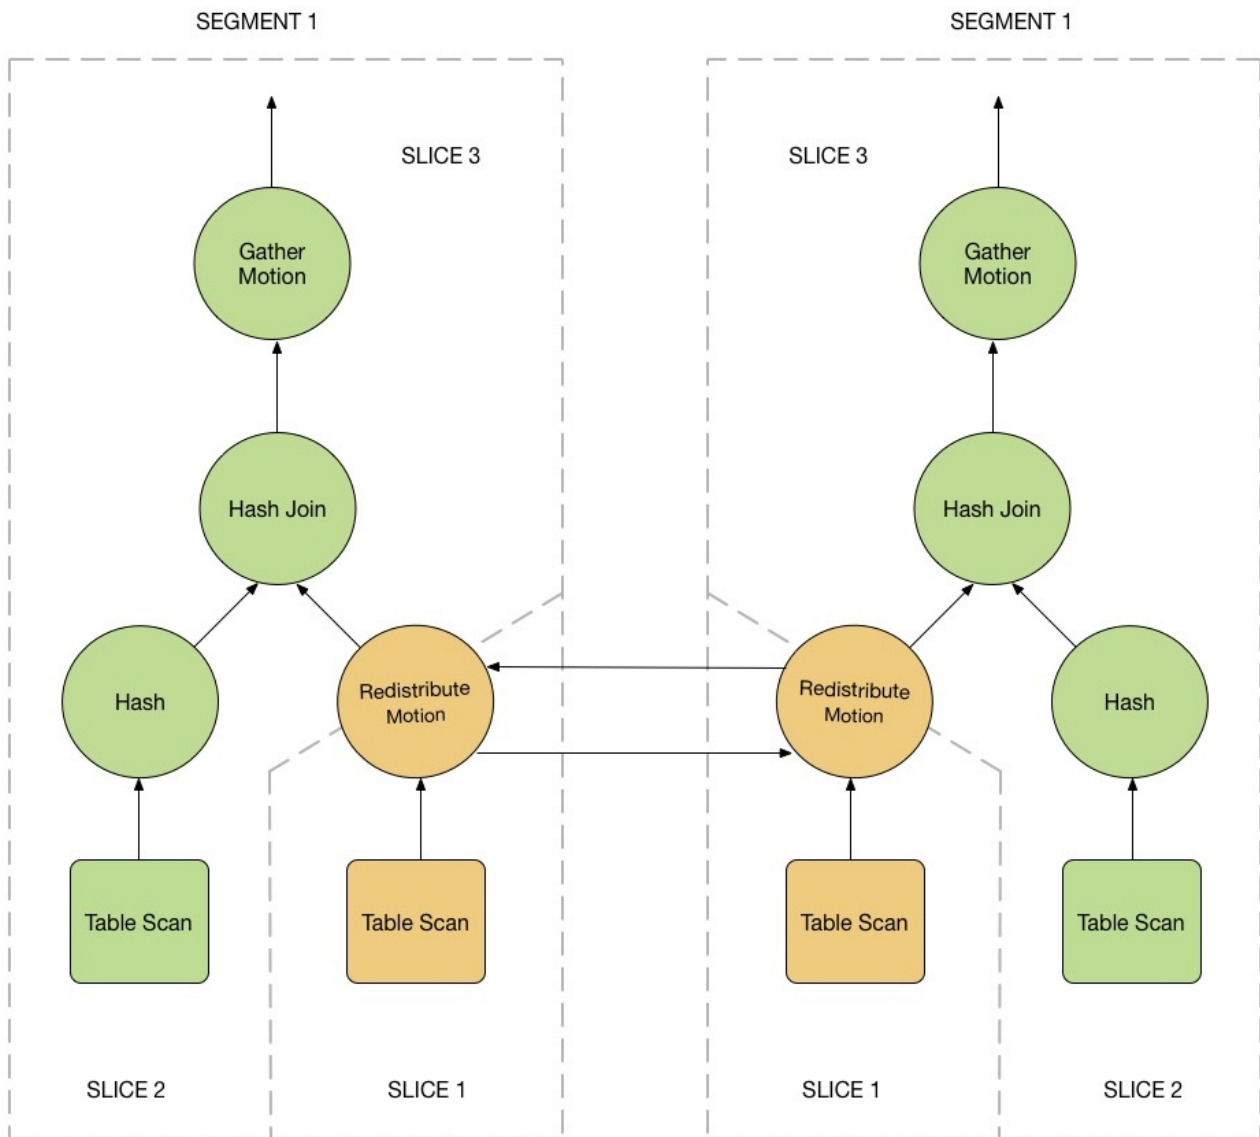 SEGMENT 1
SEGMENT 1
SLICE 3
SLICE 3
Gather
Motion
Gather
Motion
Hash Join
Hash Join
Hash
Redistribute
Motion
Redistribute
Motion
Hash
Table Scan
Table Scan
Table Scan
Table Scan
SLICE 2
SLICE 1
SLICE 1
SLICE 2